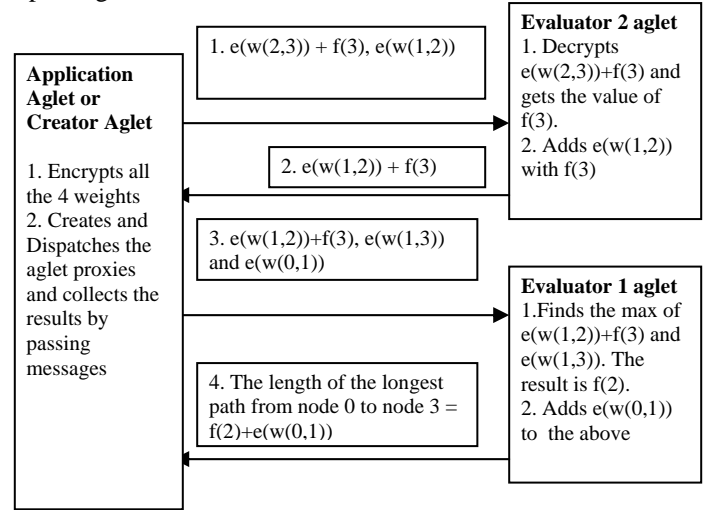 1. e(w(2,3)) + f(3), e(w(1,2))
Evaluator 2 aglet
1. Decrypts
e(w(2,3))+f(3) and
gets the value of
f(3).
2. Adds e(w(1,2))
with f(3)
Application
Aglet or
Creator Aglet
1. Encrypts all
the 4 weights
2. Creates and
Dispatches the
aglet proxies
and collects the
results by
passing
messages
2. e(w(1,2)) + f(3)
3. e(w(1,2))+f(3), e(w(1,3))
and e(w(0,1))
Evaluator 1 aglet
1.Finds the max of
e(w(1,2))+f(3) and
e(w(1,3)). The
result is f(2).
2. Adds e(w(0,1))
to the above
4. The length of the longest
path from node 0 to node 3 =
f(2)+e(w(0,1))